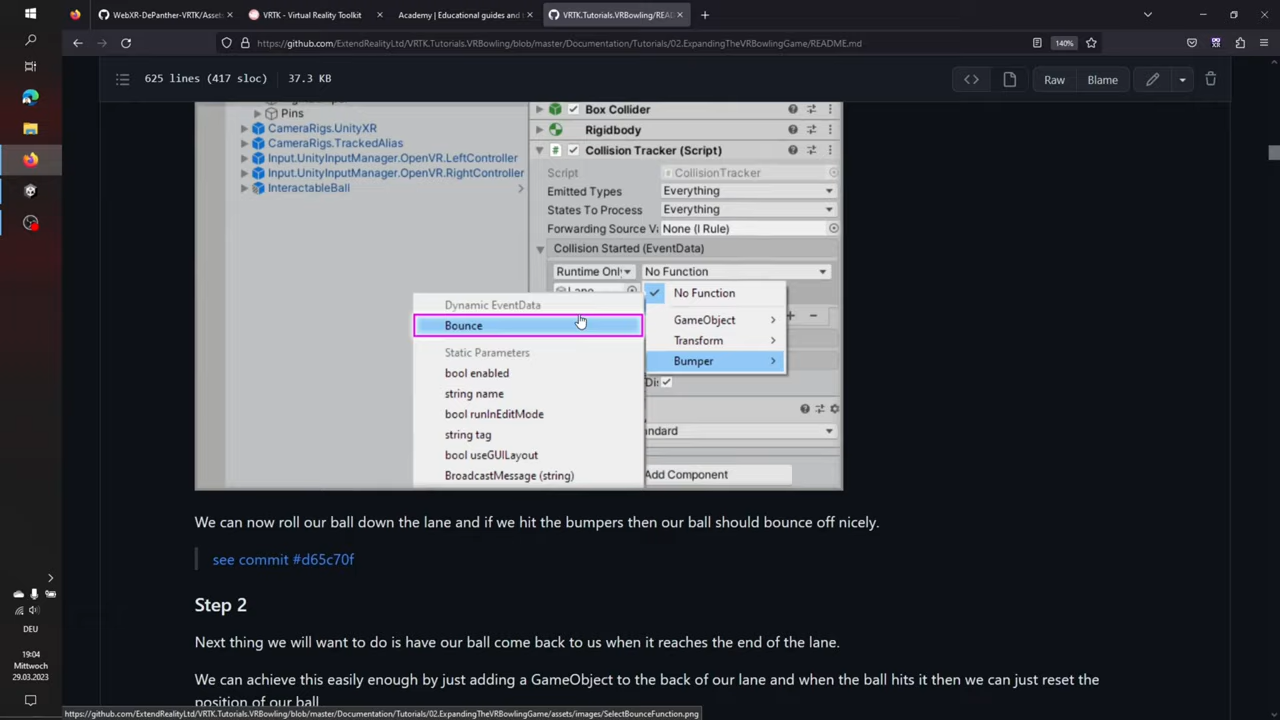 WebXR-DePanther-VRTK/Assets
VRTK - Virtual Reality Toolkit
Academy | Educational guides and t
VRTK.Tutorials.VRBowling/REA
https://github.com/ExtendRealityLtd/VRTK.Tutorials.VRBowling/blob/master/Documentation/Tutorials/02.ExpandingTheVRBowlingGame/README.md
140%
625 lines (417 sloc)
37.3 KB
Raw
Blame
Pins
CameraRigs.UnityXR
CameraRigs.TrackedAlias
Input.UnityInputManager.OpenVR.LeftController
Input.UnityInputManager.OpenVR.RightController
InteractableBall
Box Collider
Rigidbody
Collision Tracker (Script)
Script
CollisionTracker
Emitted Types
Everything
States To Process
Everything
Forwarding Source Va
None (I Rule)
Collision Started (EventData)
Runtime Only
No Function
Lane
No Function
GameObject
Transform
Bumper
Dynamic EventData
Bounce
Static Parameters
bool enabled
string name
bool runInEditMode
string tag
bool useGUILayout
BroadcastMessage (string)
Di
andard
Add Component
We can now roll our ball down the lane and if we hit the bumpers then our ball should bounce off nicely.
see commit #d65c70f
Step 2
Next thing we will want to do is have our ball come back to us when it reaches the end of the lane.
We can achieve this easily enough by just adding a GameObject to the back of our lane and when the ball hits it then we can just reset the
position of our ball
https://github.com/ExtendRealityLtd/VRTK.Tutorials.VRBowling/blob/master/Documentation/Tutorials/02.ExpandingTheVRBowlingGame/assets/images/SelectBounceFunction.png
DEU
19:04
Mittwoch
29.03.2023